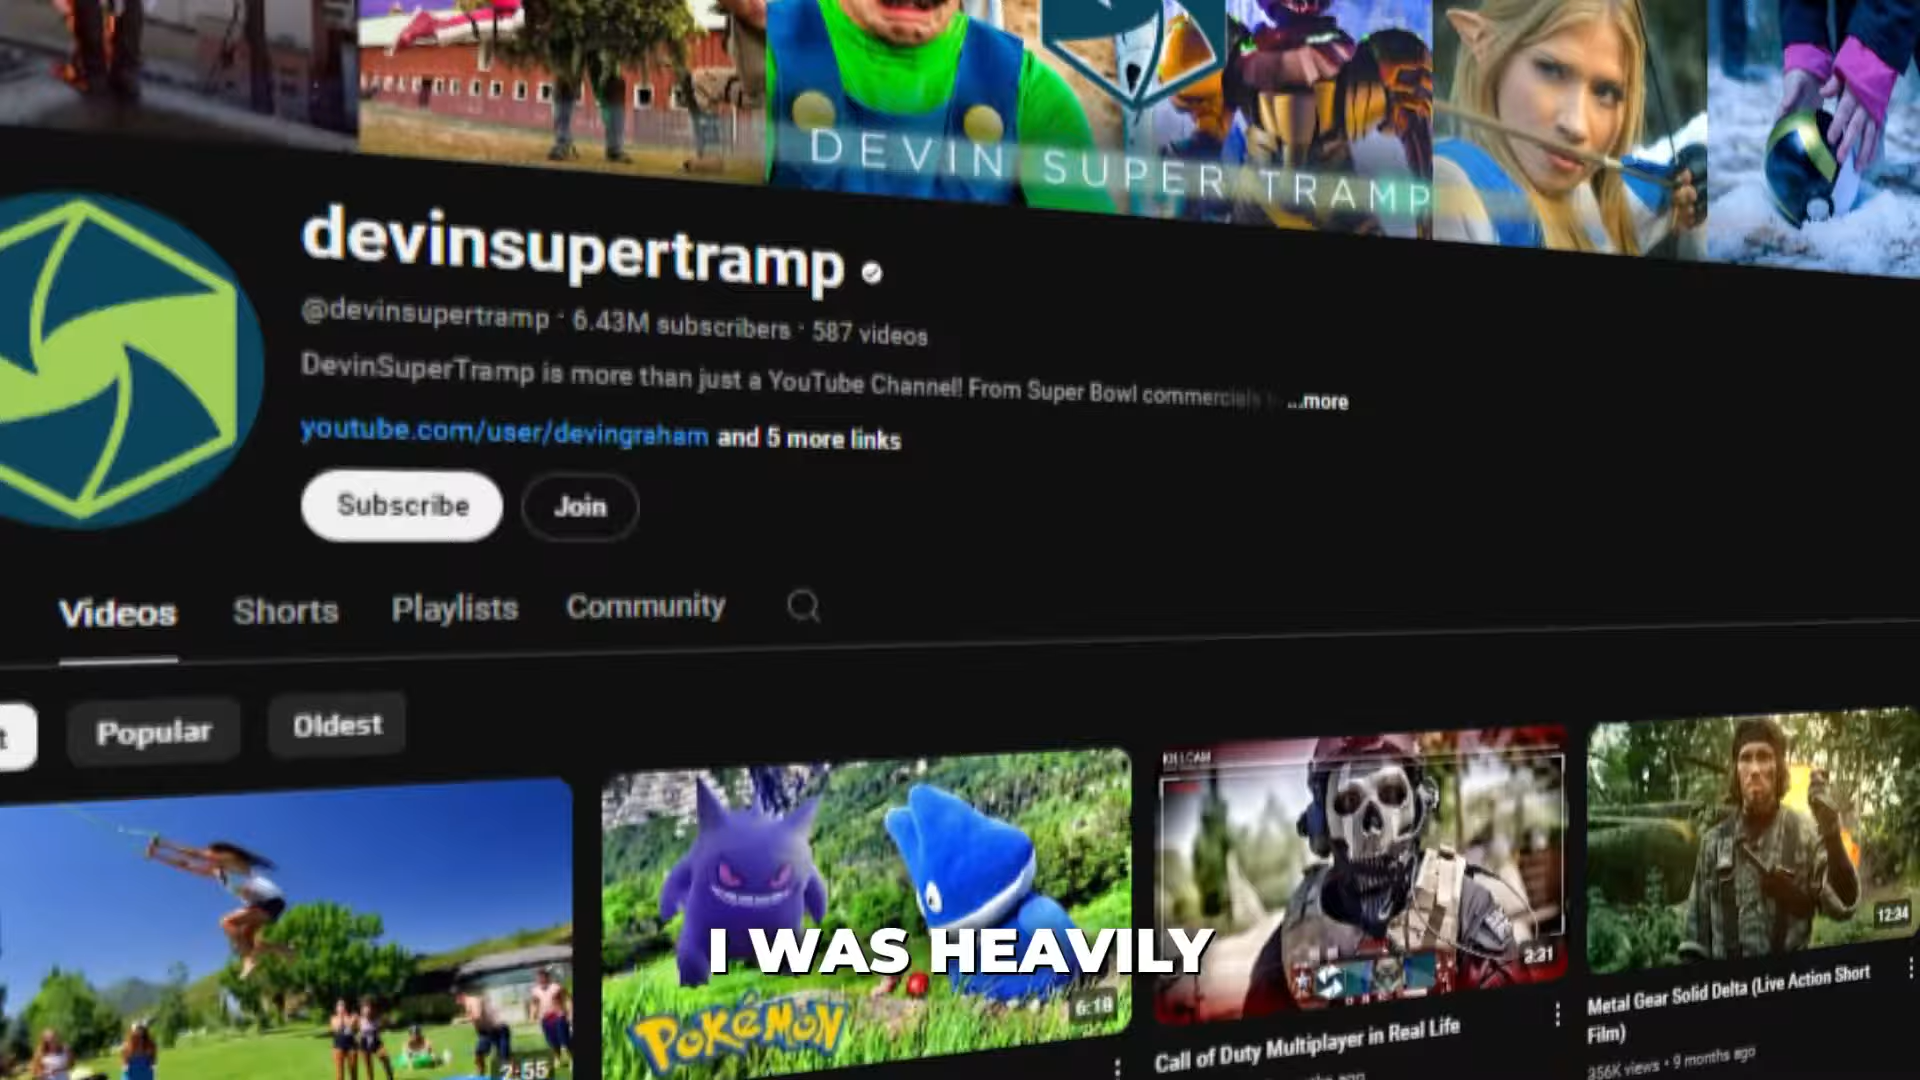 DEVIN SUPER TRAMP
devinsupertramp
@devinsupertramp · 6.43M subscribers · 587 videos
DevinSuperTramp is more than just a YouTube Channel! From Super Bowl commercials ...more
youtube.com/user/devingraham and 5 more links
Subscribe
Join
Videos
Shorts
Playlists
Community
Popular
Oldest
KILLCAM
12:34
3:31
6:18
2:55
POKéMON
I WAS HEAVILY
Call of Duty Multiplayer in Real Life
ago
Metal Gear Solid Delta (Live Action Short
Film)
356K views • 9 months ago